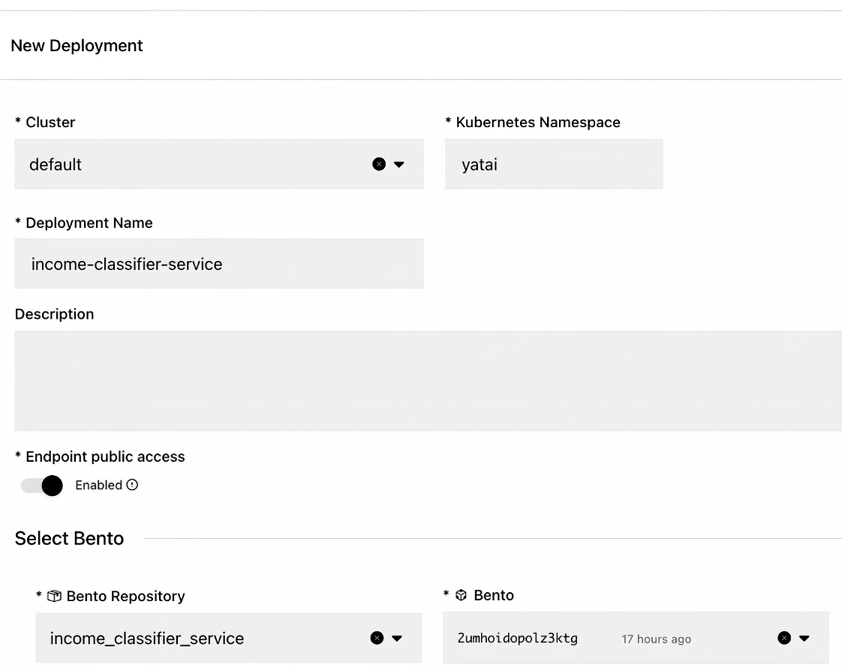 New Deployment
* Cluster
* Kubernetes Namespace
default
yatai
* Deployment Name
income-classifier-service
Description
* Endpoint public access
Enabled
Select Bento
* Bento Repository
* Bento
income_classifier_service
2umhoidopolz3ktg 17 hours ago